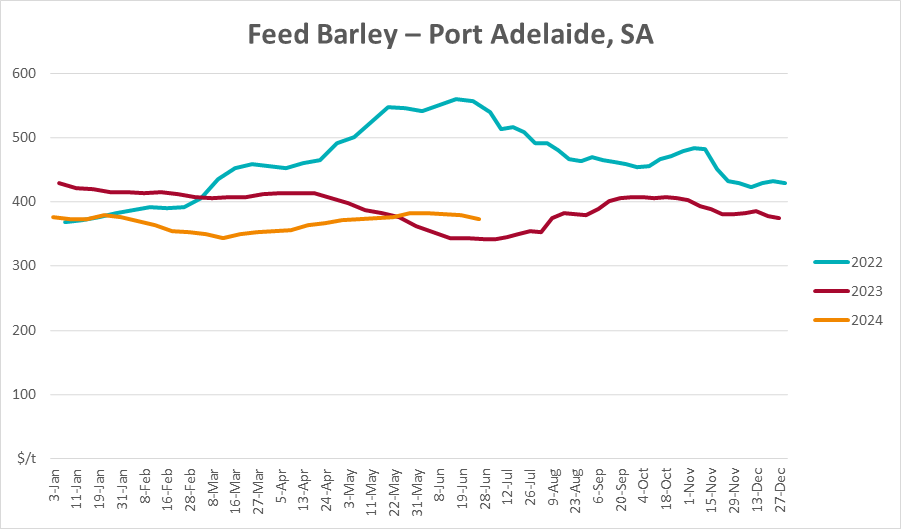 Feed Barley – Port Adelaide, SA
600
500
400
300
200
100
$/t
3-Jan
11-Jan
19-Jan
31-Jan
8-Feb
16-Feb
28-Feb
8-Mar
16-Mar
27-Mar
5-Apr
13-Apr
24-Apr
3-May
11-May
22-May
31-May
8-Jun
19-Jun
28-Jun
12-Jul
26-Jul
9-Aug
23-Aug
6-Sep
20-Sep
4-Oct
18-Oct
1-Nov
15-Nov
29-Nov
13-Dec
27-Dec
2022
2023
2024